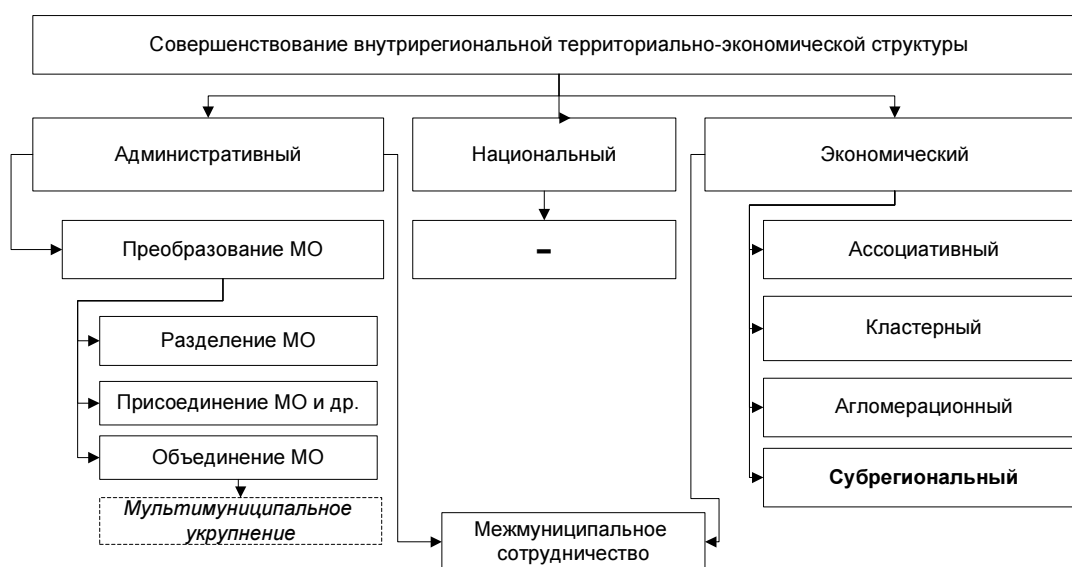 Совершенствование внутрирегиональной территориально-экономической структуры
Административный
Национальный
Экономический
Преобразование МО
–
Ассоциативный
Разделение МО
Кластерный
Присоединение МО и др.
Агломерационный
Объединение МО
Субрегиональный
Мультимуниципальное
укрупнение
Межмуниципальное
сотрудничество